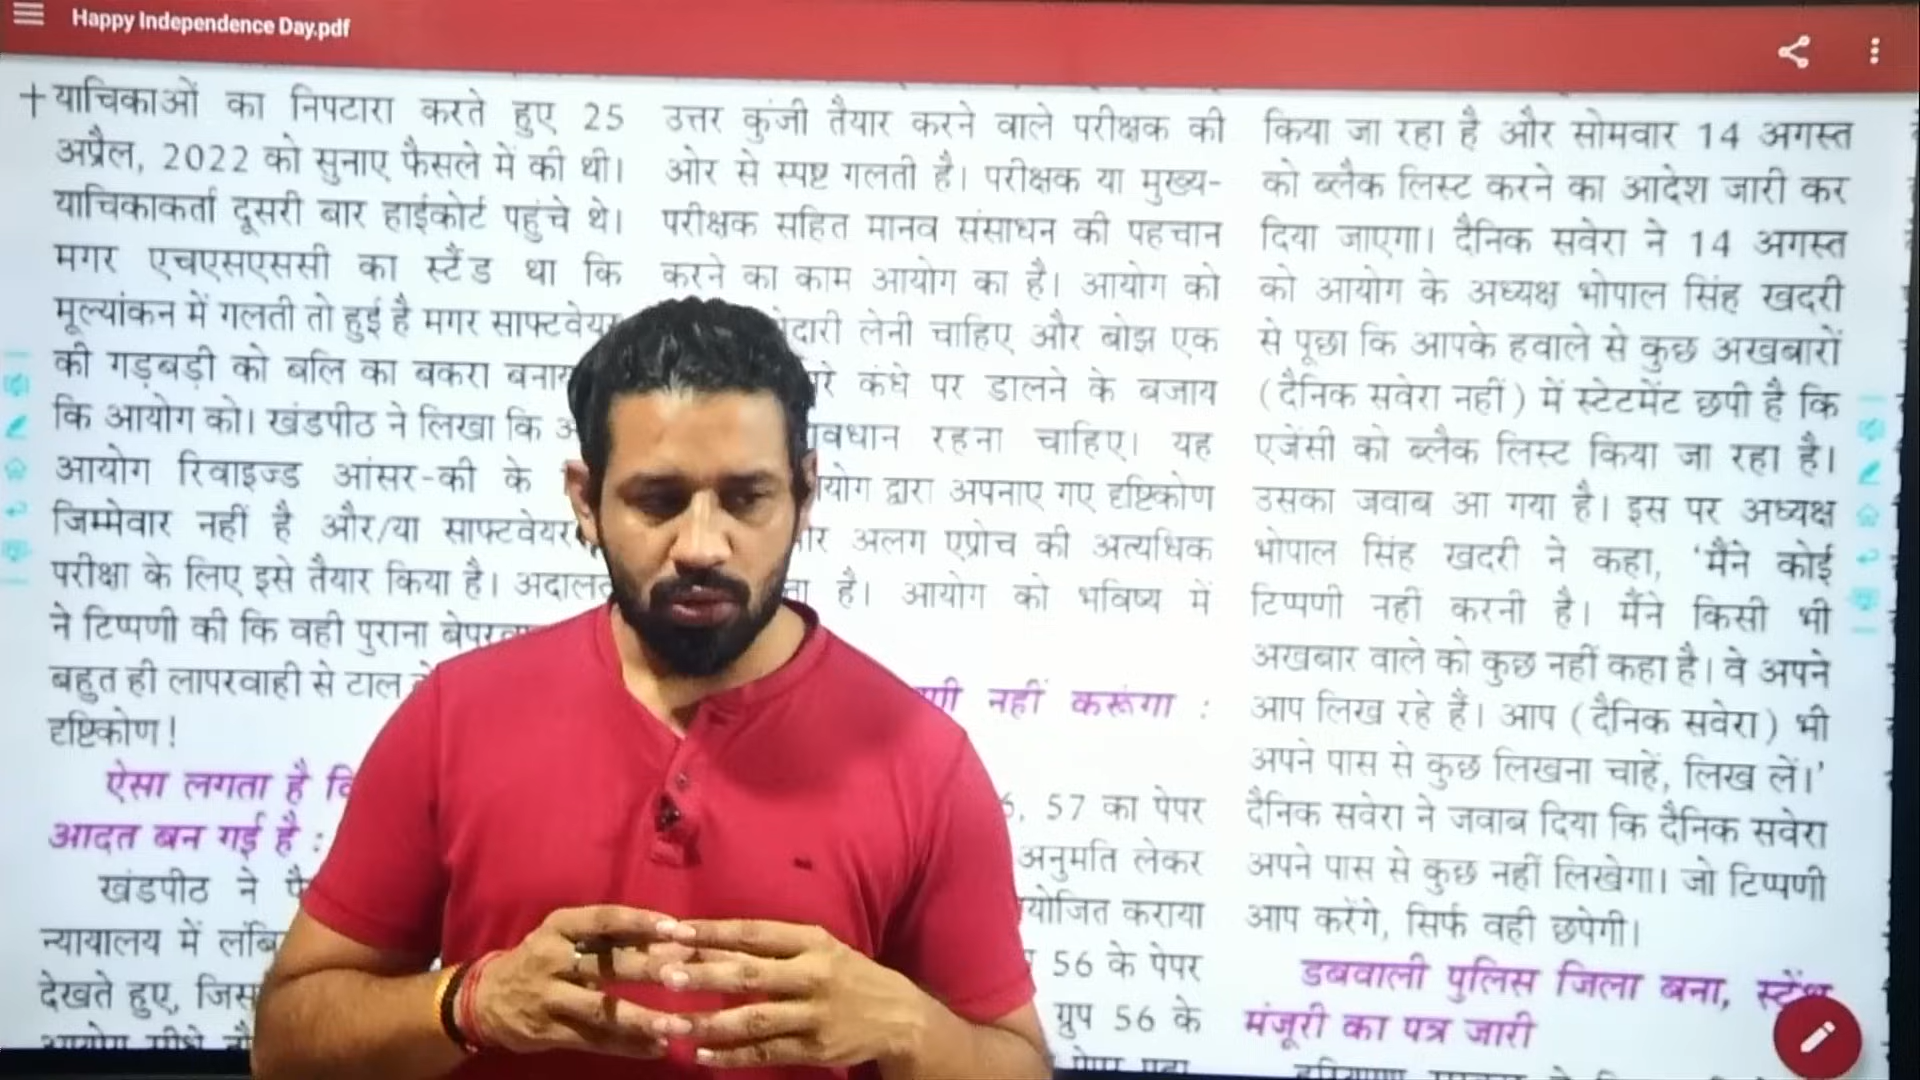 Happy Independence Day.pdf
याचिकाओं का निपटारा करते हुए 25
अप्रैल, 2022 को सुनाए फैसले में की थी।
याचिकाकर्ता दूसरी बार हाईकोर्ट पहुंचे थे।
मगर एचएसएससी का स्टैंड था कि
मूल्यांकन में गलती तो हुई है मगर साफ्टवेयर
की गड़बड़ी को बलि का बकरा
कि आयोग को। खंडपीठ ने लिखा कि
आयोग रिवाइज्ड आंसर-की के
जिम्मेवार नहीं है और/या साफ्टवेयर
परीक्षा के लिए इसे तैयार किया है।
ने टिप्पणी की कि वही पुराना
बहुत ही लापरवाही से टाल
दृष्टिकोण!
ऐसा लगता है
आदत बन गई है :
खंडपीठ ने
न्यायालय में
देखते हुए,
उत्तर कुंजी तैयार करने वाले परीक्षक की
ओर से स्पष्ट गलती है। परीक्षक या मुख्य-
परीक्षक सहित मानव संसाधन की पहचान
करने का काम आयोग का है। आयोग को
लेनी चाहिए और बोझ एक
कंधे पर डालने के बजाय
रहना चाहिए। यह
द्वारा अपनाए गए दृष्टिकोण
अलग एप्रोच की अत्यधिक
है। आयोग को भविष्य में
नहीं करूंगा :
57 का पेपर
अनुमति लेकर
कराया
56 के पेपर
ग्रुप 56 के
किया जा रहा है और सोमवार 14 अगस्त
को ब्लैक लिस्ट करने का आदेश जारी कर
दिया जाएगा। दैनिक सवेरा ने 14 अगस्त
को आयोग के अध्यक्ष भोपाल सिंह खदरी
से पूछा कि आपके हवाले से कुछ अखबारों
(दैनिक सवेरा नहीं) में स्टेटमेंट छपी है कि
एजेंसी को ब्लैक लिस्ट किया जा रहा है।
उसका जवाब आ गया है। इस पर अध्यक्ष
भोपाल सिंह खदरी ने कहा, 'मैंने कोई
टिप्पणी नहीं करनी है। मैंने किसी भी
अखबार वाले को कुछ नहीं कहा है। वे अपने
आप लिख रहे हैं। आप (दैनिक सवेरा) भी
अपने पास से कुछ लिखना चाहें, लिख लें।'
दैनिक सवेरा ने जवाब दिया कि दैनिक सवेरा
अपने पास से कुछ नहीं लिखेगा। जो टिप्पणी
आप करेंगे, सिर्फ वही छपेगी।
डबवाली पुलिस जिला बना,
मंजूरी का पत्र जारी